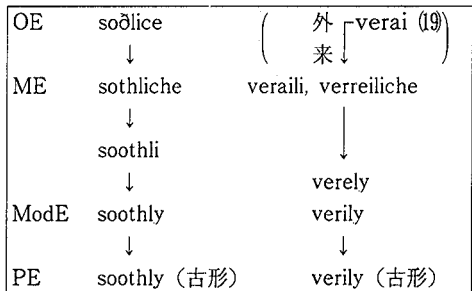 OE soðlice ( 外来 verai (19) )
↓ ↓
ME sothliche veraili, verreiliche
↓
soothli
↓ verely
ModE soothly verily
↓ ↓
PE soothly（古形） verily（古形）